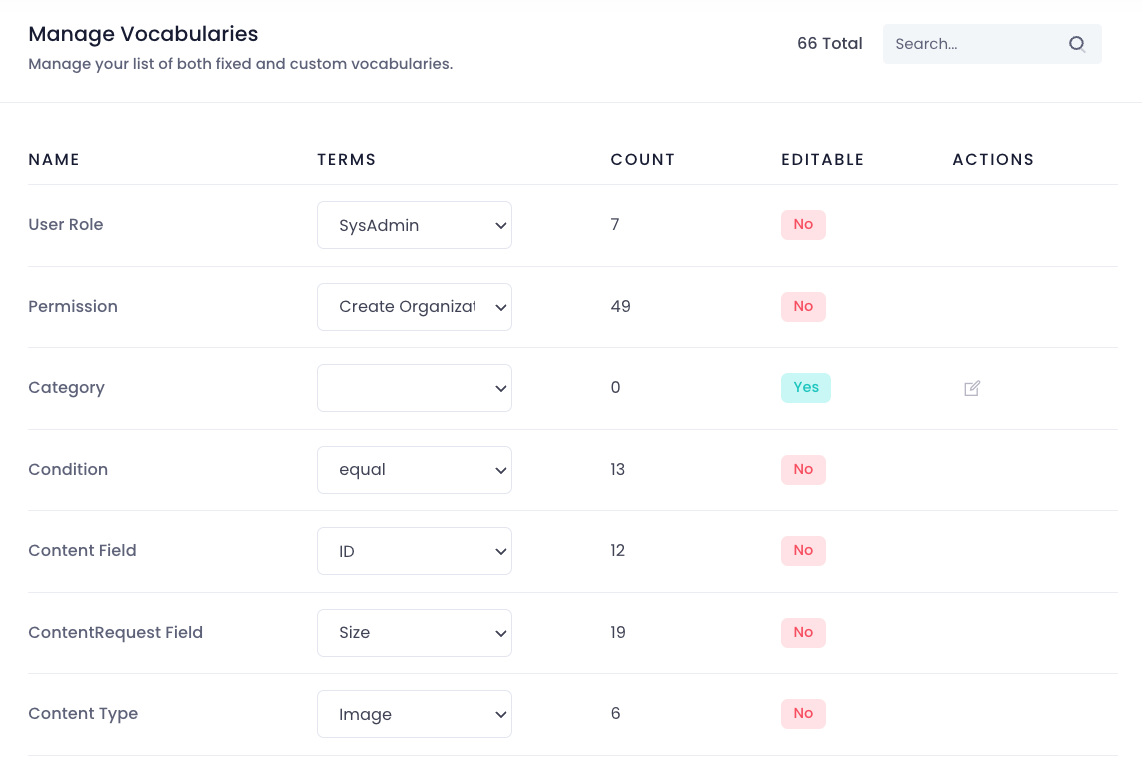 Manage Vocabularies
Manage your list of both fixed and custom vocabularies.
66 Total
Search...
NAME TERMS COUNT EDITABLE ACTIONS
User Role SysAdmin 7 No
Permission Create Organizat 49 No
Category 0 Yes
Condition equal 13 No
Content Field ID 12 No
ContentRequest Field Size 19 No
Content Type Image 6 No